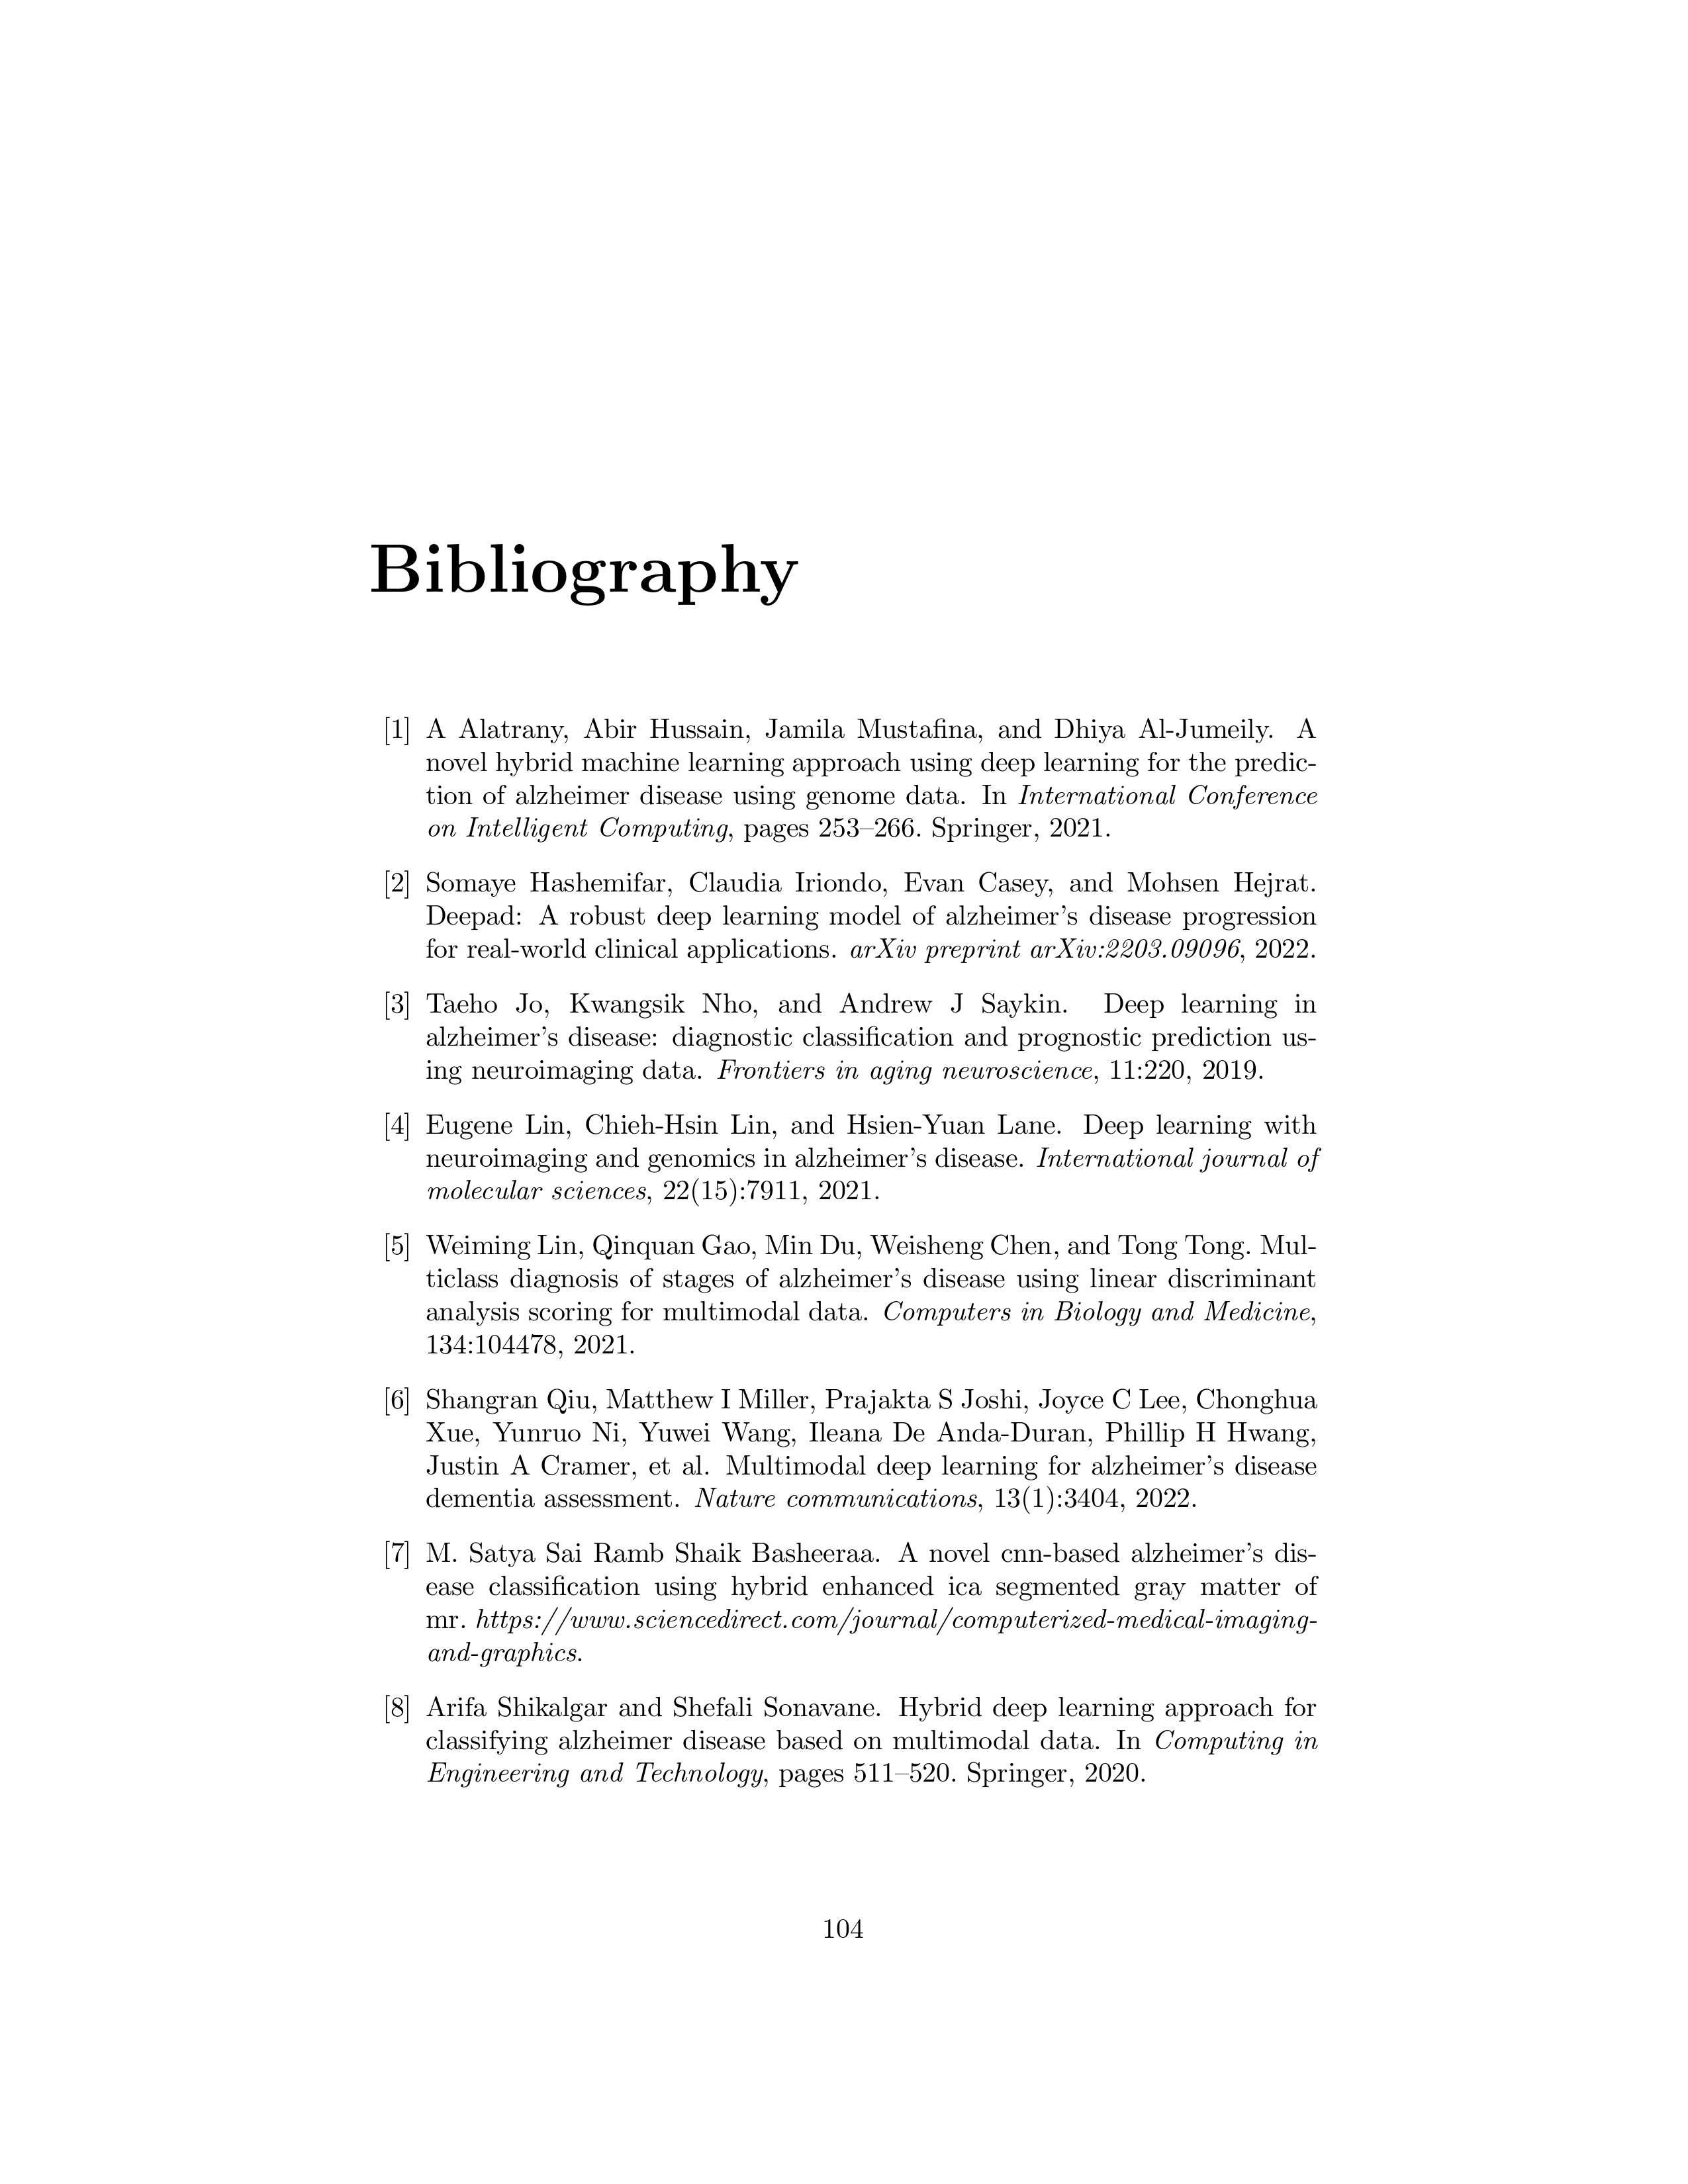 Bibliography
[1] A Alatrany, Abir Hussain, Jamila Mustafina, and Dhiya Al-Jumeily. A
novel hybrid machine learning approach using deep learning for the predic-
tion of alzheimer disease using genome data. In International Conference
on Intelligent Computing, pages 253–266. Springer, 2021.
[2] Somaye Hashemifar, Claudia Iriondo, Evan Casey, and Mohsen Hejrat.
Deepad: A robust deep learning model of alzheimer's disease progression
for real-world clinical applications. arXiv preprint arXiv:2203.09096, 2022.
[3] Taeho Jo, Kwangsik Nho, and Andrew J Saykin. Deep learning in
alzheimer's disease: diagnostic classification and prognostic prediction us-
ing neuroimaging data. Frontiers in aging neuroscience, 11:220, 2019.
[4] Eugene Lin, Chieh-Hsin Lin, and Hsien-Yuan Lane. Deep learning with
neuroimaging and genomics in alzheimer's disease. International journal of
molecular sciences, 22(15):7911, 2021.
[5] Weiming Lin, Qinquan Gao, Min Du, Weisheng Chen, and Tong Tong. Mul-
ticlass diagnosis of stages of alzheimer's disease using linear discriminant
analysis scoring for multimodal data. Computers in Biology and Medicine,
134:104478, 2021.
[6] Shangran Qiu, Matthew I Miller, Prajakta S Joshi, Joyce C Lee, Chonghua
Xue, Yunruo Ni, Yuwei Wang, Ileana De Anda-Duran, Phillip H Hwang,
Justin A Cramer, et al. Multimodal deep learning for alzheimer's disease
dementia assessment. Nature communications, 13(1):3404, 2022.
[7] M. Satya Sai Ramb Shaik Basheeraa. A novel cnn-based alzheimer's dis-
ease classification using hybrid enhanced ica segmented gray matter of
mr. https://www.sciencedirect.com/journal/computerized-medical-imaging-
and-graphics.
[8] Arifa Shikalgar and Shefali Sonavane. Hybrid deep learning approach for
classifying alzheimer disease based on multimodal data. In Computing in
Engineering and Technology, pages 511–520. Springer, 2020.
104